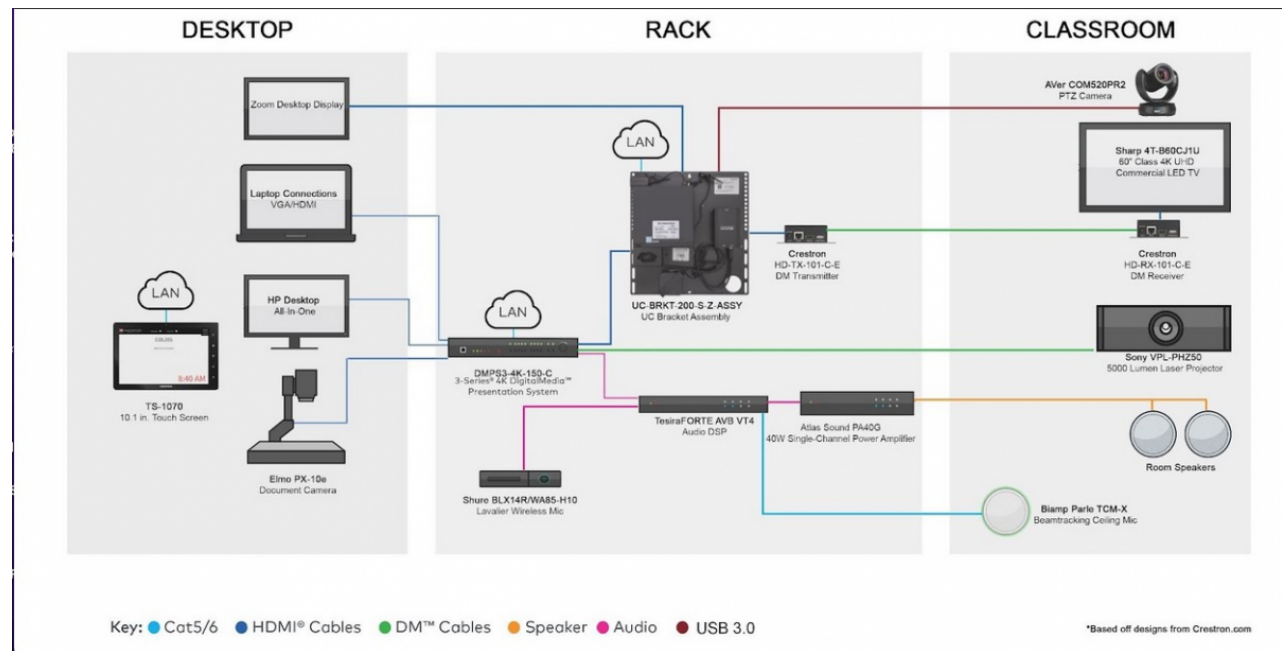 DESKTOP
RACK
CLASSROOM
Zoom Desktop Display
Laptop Connections
VGA/HDMI
LAN
HP Desktop
All-In-One
9:40 AM
TS-1070
10.1 in. Touch Screen
Elmo PX-10e
Document Camera
LAN
UC-BRKT-200-S-Z-ASSY
UC Bracket Assembly
LAN
DMPS3-4K-150-C
3-Series® 4K DigitalMedia™
Presentation System
Crestron
HD-TX-101-C-E
DM Transmitter
TesiraFORTE AVB VT4
Audio DSP
Atlas Sound PA40G
40W Single-Channel Power Amplifier
Shure BLX14R/WA85-H10
Lavalier Wireless Mic
AVer COM520PR2
PTZ Camera
Sharp 4T-B60CJ1U
60" Class 4K UHD
Commercial LED TV
Crestron
HD-RX-101-C-E
DM Receiver
Sony VPL-PHZ50
5000 Lumen Laser Projector
Room Speakers
Biamp Parle TCM-X
Beamtracking Ceiling Mic
Key: Cat5/6 HDMI® Cables DM™ Cables Speaker Audio USB 3.0
*Based off designs from Crestron.com